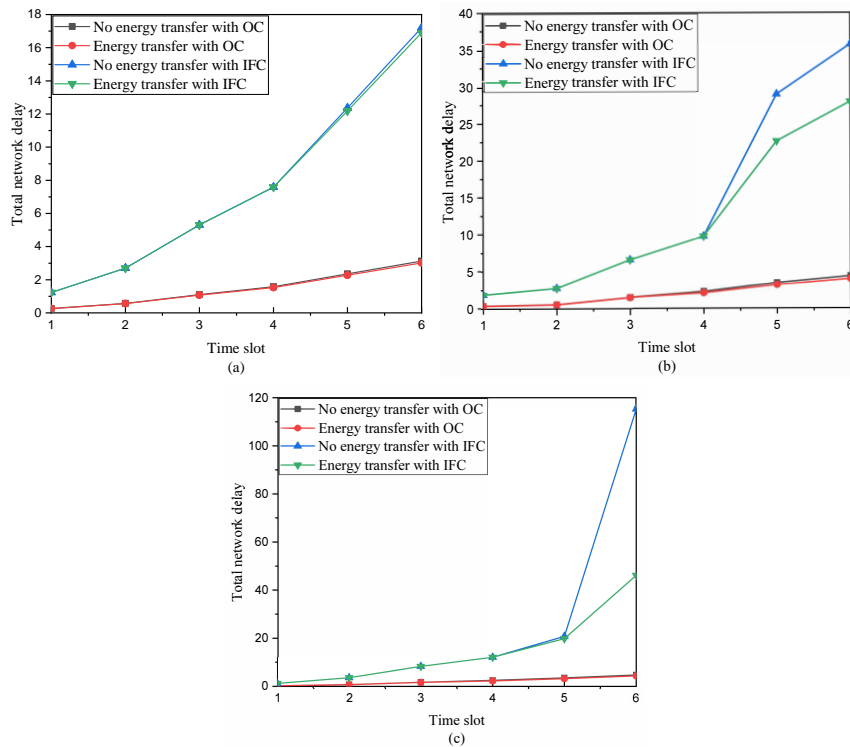 No energy transfer with OC
Energy transfer with OC
No energy transfer with IFC
Energy transfer with IFC
Total network delay
18
16
14
12
10
8
6
4
2
0
1 2 3 4 5 6
Time slot
(a)
No energy transfer with OC
Energy transfer with OC
No energy transfer with IFC
Energy transfer with IFC
Total network delay
40
35
30
25
20
15
10
5
0
1 2 3 4 5 6
Time slot
(b)
No energy transfer with OC
Energy transfer with OC
No energy transfer with IFC
Energy transfer with IFC
Total network delay
120
100
80
60
40
20
0
1 2 3 4 5 6
Time slot
(c)